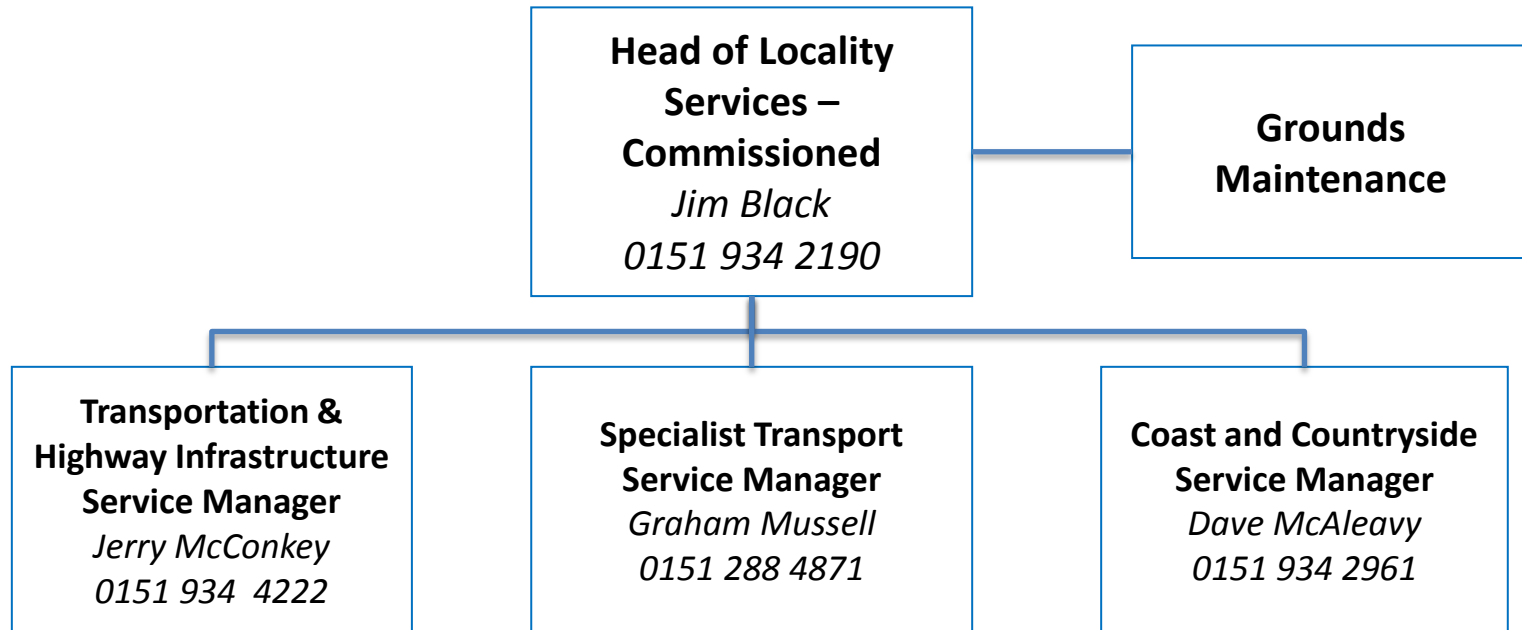 Head of Locality
Services –
Commissioned
Jim Black
0151 934 2190
Grounds
Maintenance
Transportation &
Highway Infrastructure
Service Manager
Jerry McConkey
0151 934  4222
Specialist Transport
Service Manager
Graham Mussell
0151 288 4871
Coast and Countryside
Service Manager
Dave McAleavy
0151 934 2961